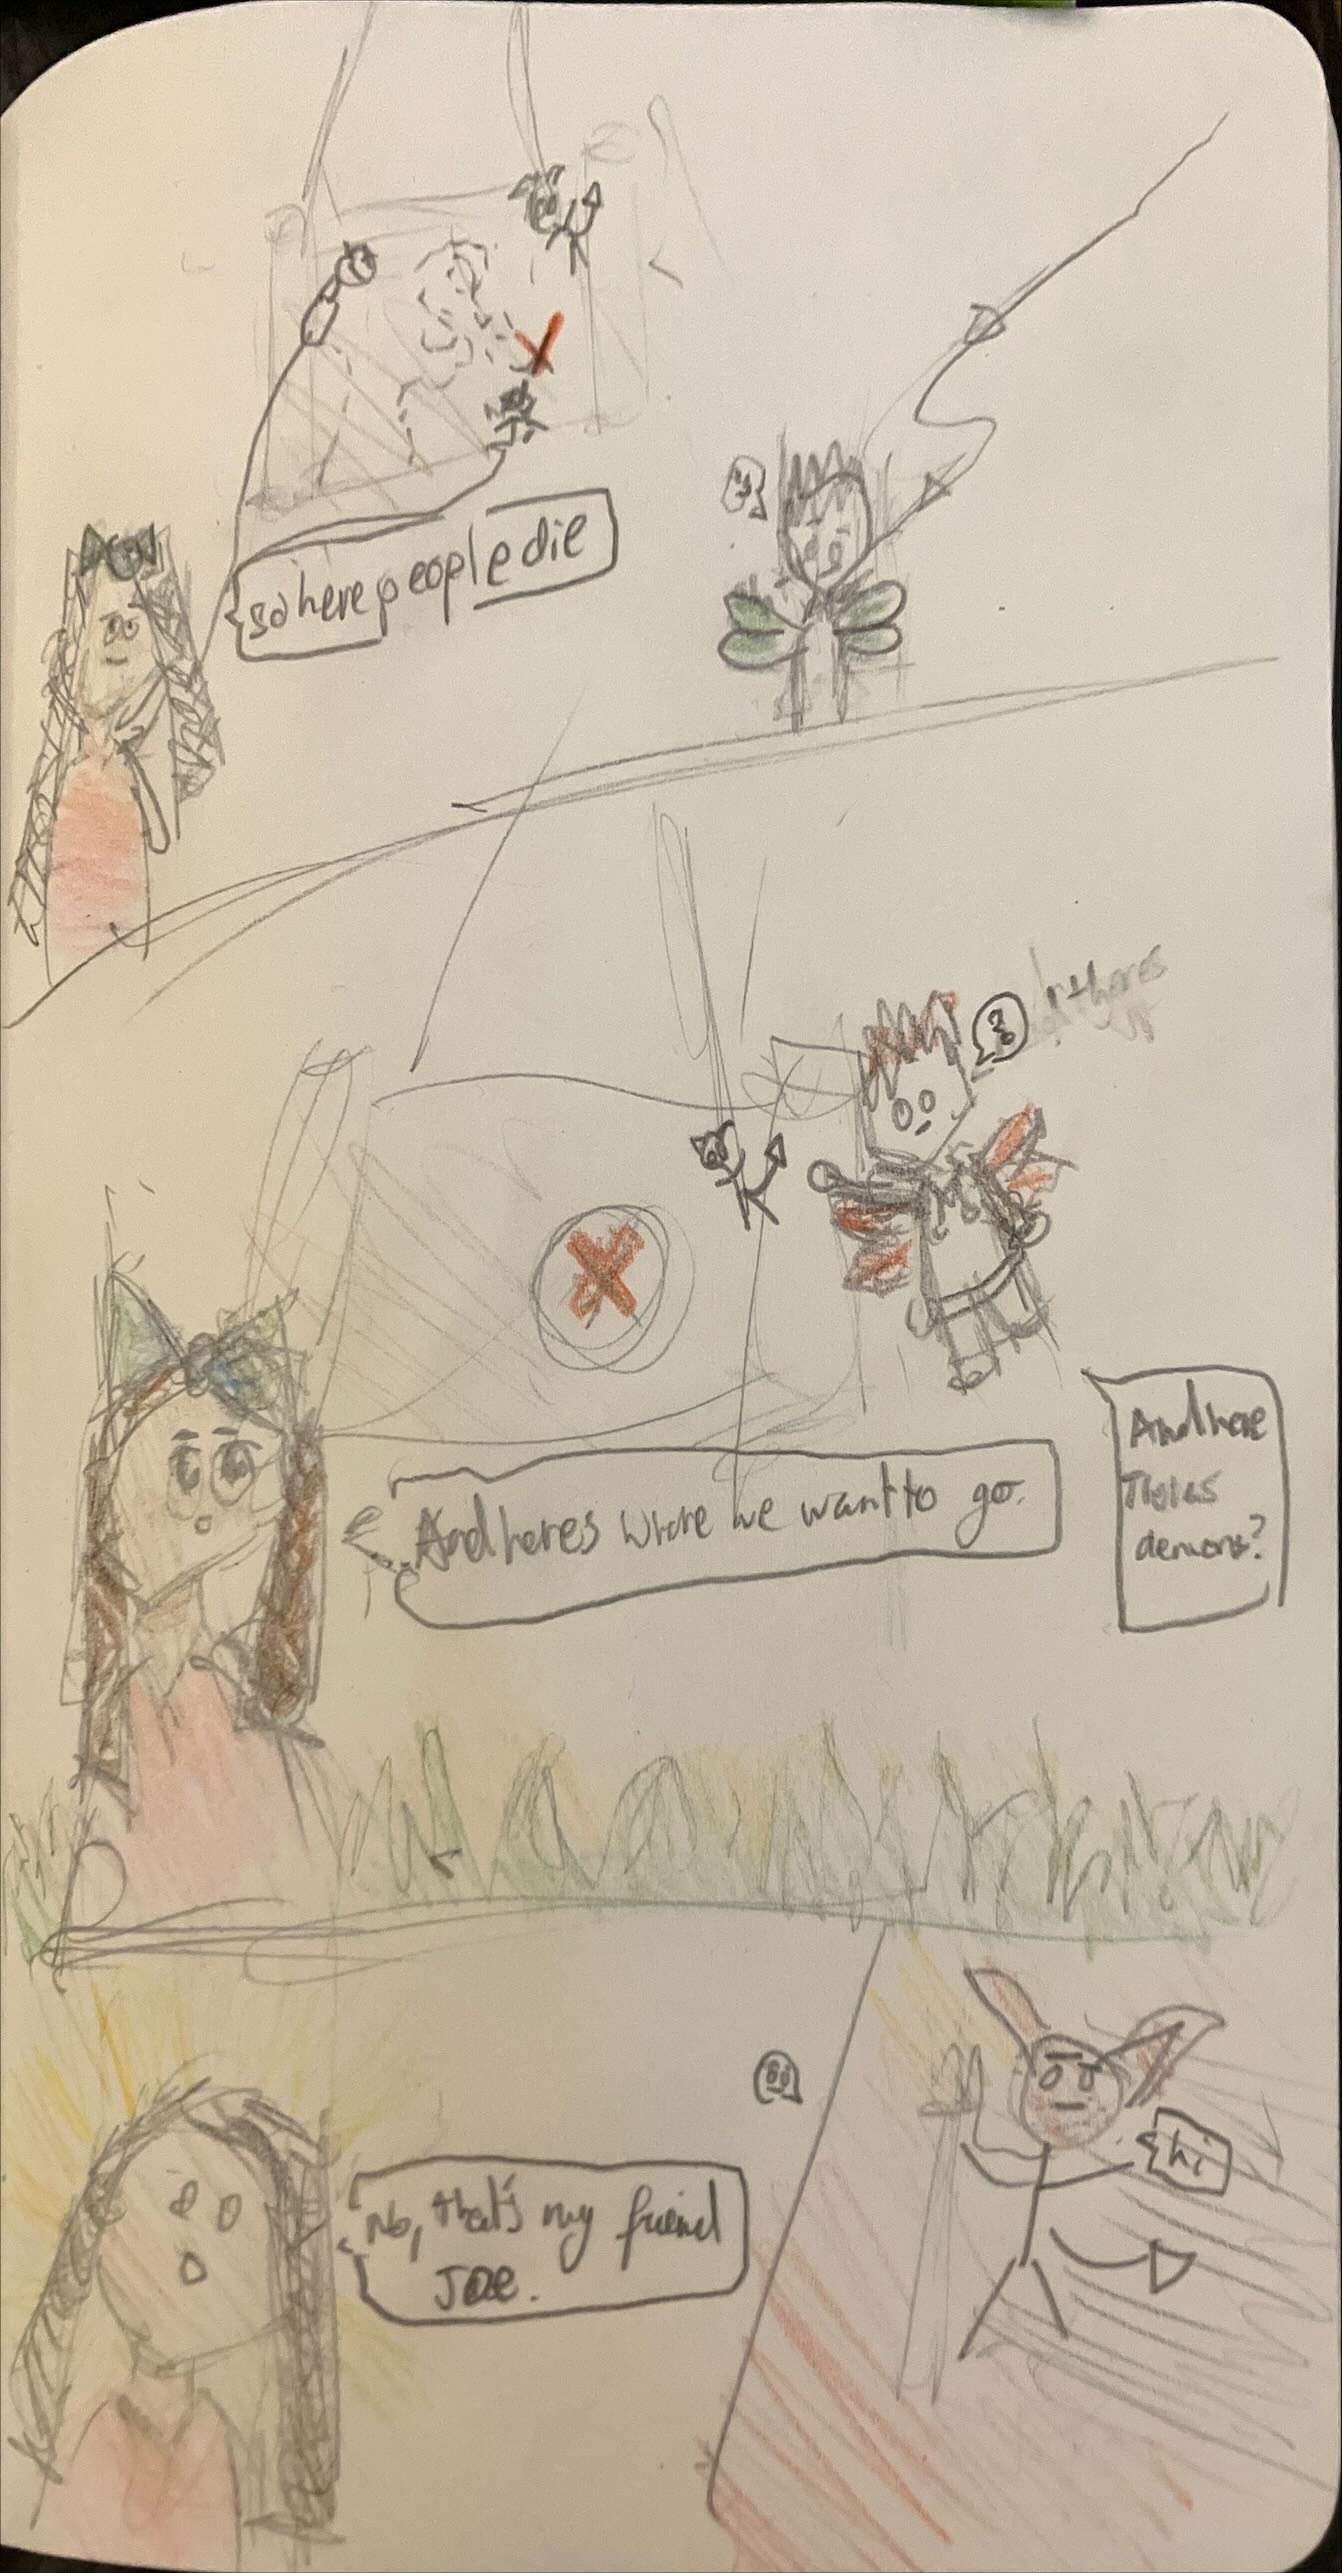 so here people die
?
And heres where we want to go.
And here
Theres
demons?
No, that's my friend
Joe.
hi